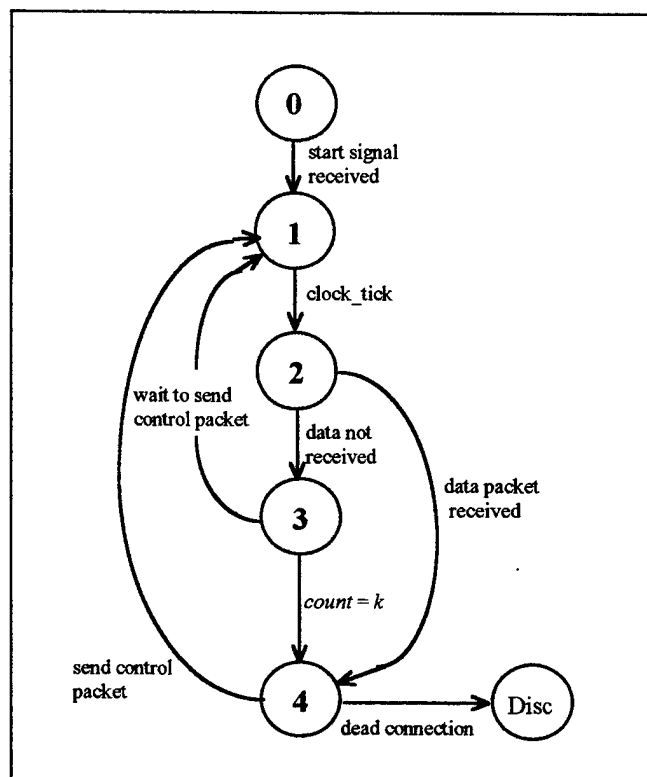 0
start signal
received
1
clock_tick
2
wait to send
control packet
data not
received
data packet
received
3
count = k
send control
packet
4
dead connection
Disc